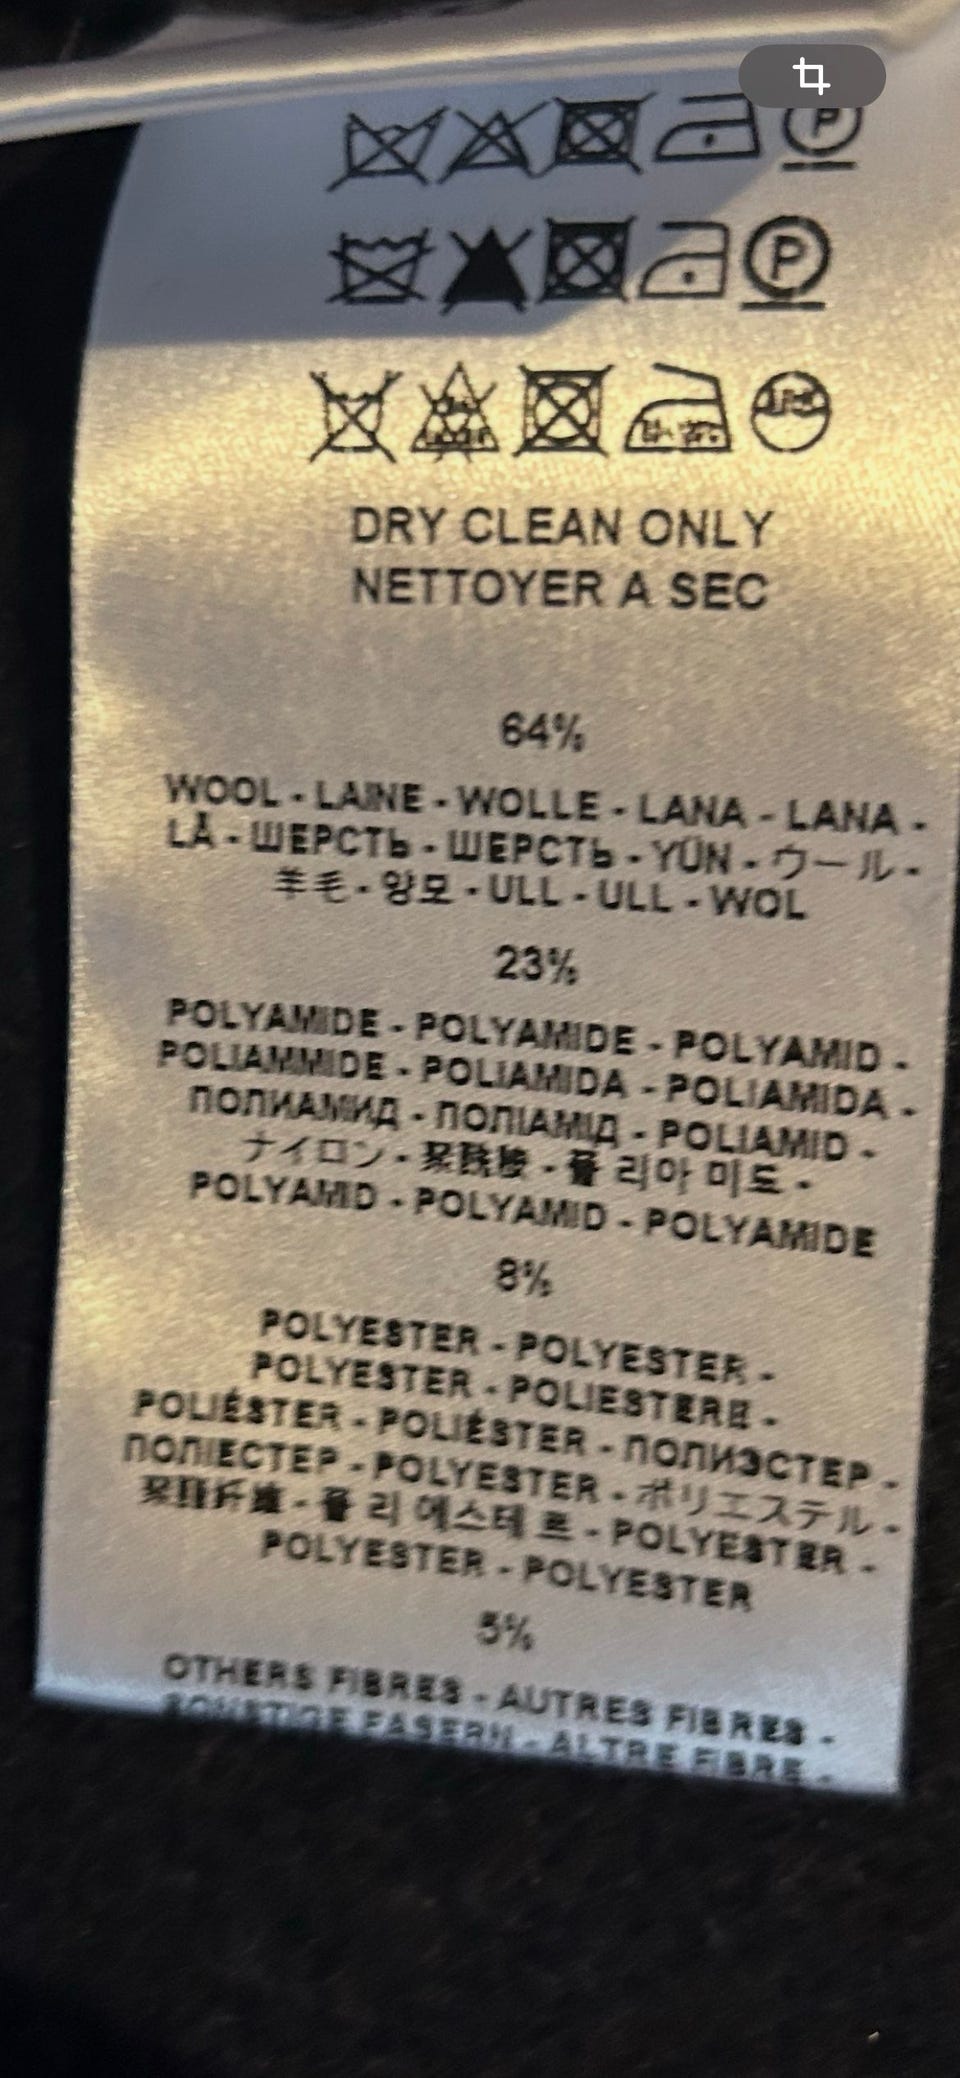 P
P
DRY CLEAN ONLY
NETTOYER A SEC
64%
WOOL - LAINE - WOLLE - LANA - LANA -
LÃ - ШЕРСТЬ - ШЕРСТЬ - YÜN - ウール -
羊毛 - 양모 - ULL - ULL - WOL
23%
POLYAMIDE - POLYAMIDE - POLYAMID -
POLIAMMIDE - POLIAMIDA - POLIAMIDA -
ПОЛИАМИД - ПОЛІАМІД - POLIAMID -
ナイロン - 聚酰胺 - 폴리아미드 -
POLYAMID - POLYAMID - POLYAMIDE
8%
POLYESTER - POLYESTER -
POLYESTER - POLIESTERE -
POLIÉSTER - POLIÉSTER - ПОЛИЭСТЕР -
ПОЛІЕСТЕР - POLYESTER - ポリエステル -
聚酯纤维 - 폴리에스테르 - POLYESTER -
POLYESTER - POLYESTER
5%
OTHERS FIBRES - AUTRES FIBRES -
SONSTIGE FASERN - ALTRE FIBRE -